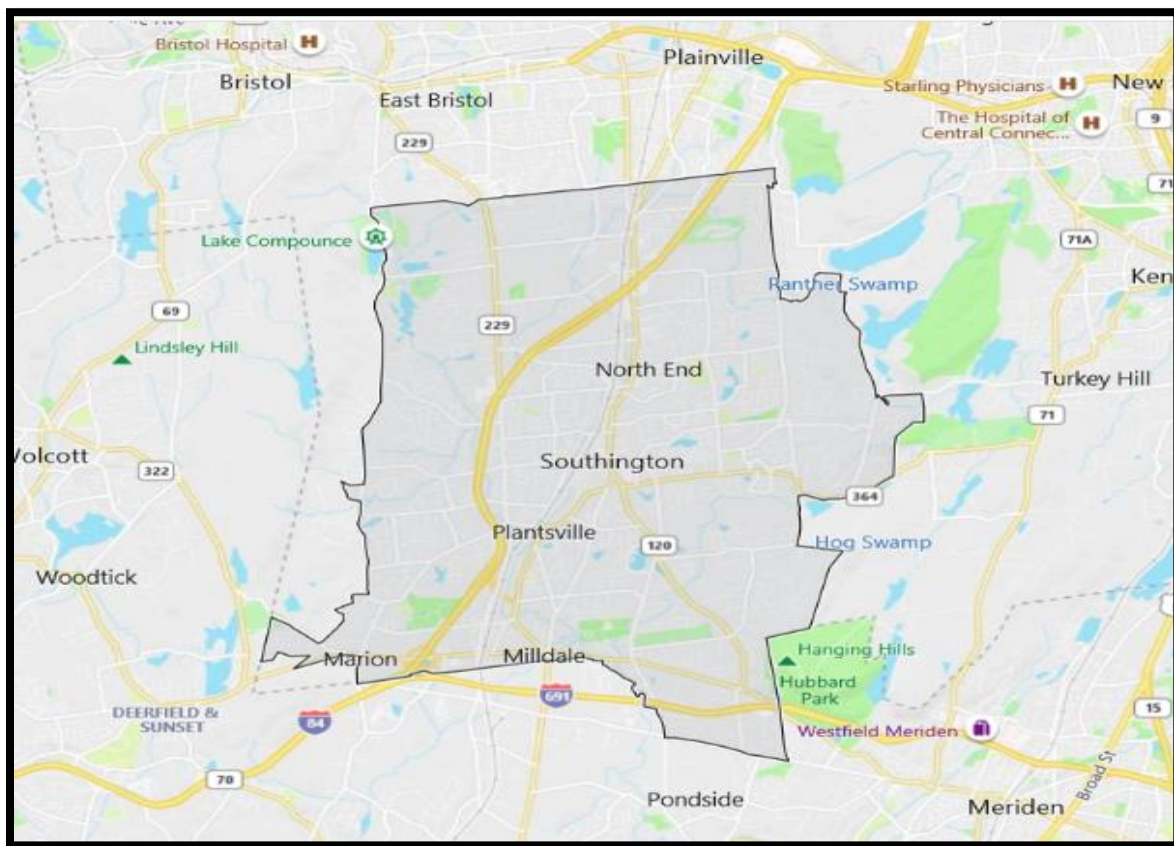 Bristol Hospital H
Bristol
East Bristol
Plainville
Starling Physicians H
New
The Hospital of
Central Connec... H
9
229
71
Lake Compounce
71A
Ken
Panther Swamp
69
229
Lindsley Hill
North End
Turkey Hill
71
Wolcott
322
Southington
364
Plantsville
120
Hog Swamp
Woodtick
Marion
Milldale
Hanging Hills
Hubbard
Park
691
DEERFIELD &
SUNSET
84
15
Westfield Meriden
70
Broad St
Pondside
Meriden